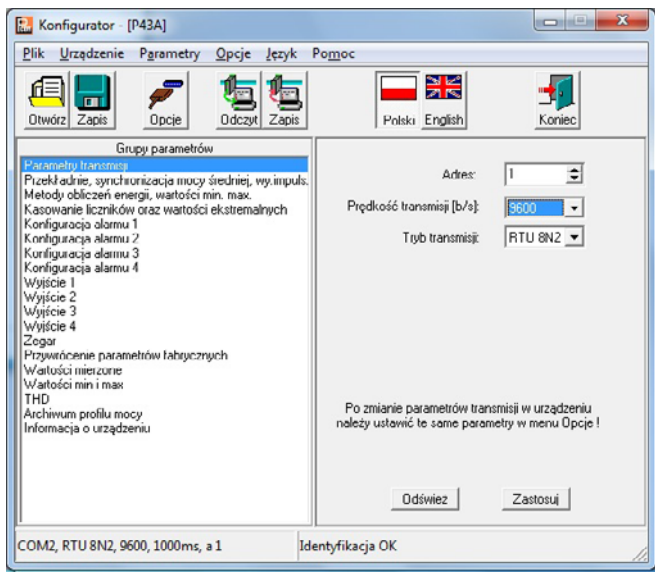 Konfigurator - [P43A]
Plik Urządzenie Parametry Opcje Język Pomoc
Otwórz Zapis Opcje Odczyt Zapis Polski English Koniec
Grupy parametrów
Parametry transmisji
Przekładnie, synchronizacja mocy średniej, wy.impuls.
Metody obliczeń energii, wartości min. max.
Kasowanie liczników oraz wartości ekstremalnych
Konfiguracja alarmu 1
Konfiguracja alarmu 2
Konfiguracja alarmu 3
Konfiguracja alarmu 4
Wyjście 1
Wyjście 2
Wyjście 3
Wyjście 4
Zegar
Przywrócenie parametrów fabrycznych
Wartości mierzone
Wartości min i max
THD
Archiwum profilu mocy
Informacja o urządzeniu
Adres: 1
Prędkość transmisji [b/s]: 9600
Tryb transmisji: RTU 8N2
Po zmianie parametrów transmisji w urządzeniu
należy ustawić te same parametry w menu Opcje !
Odśwież Zastosuj
COM2, RTU 8N2, 9600, 1000ms, a 1 Identyfikacja OK